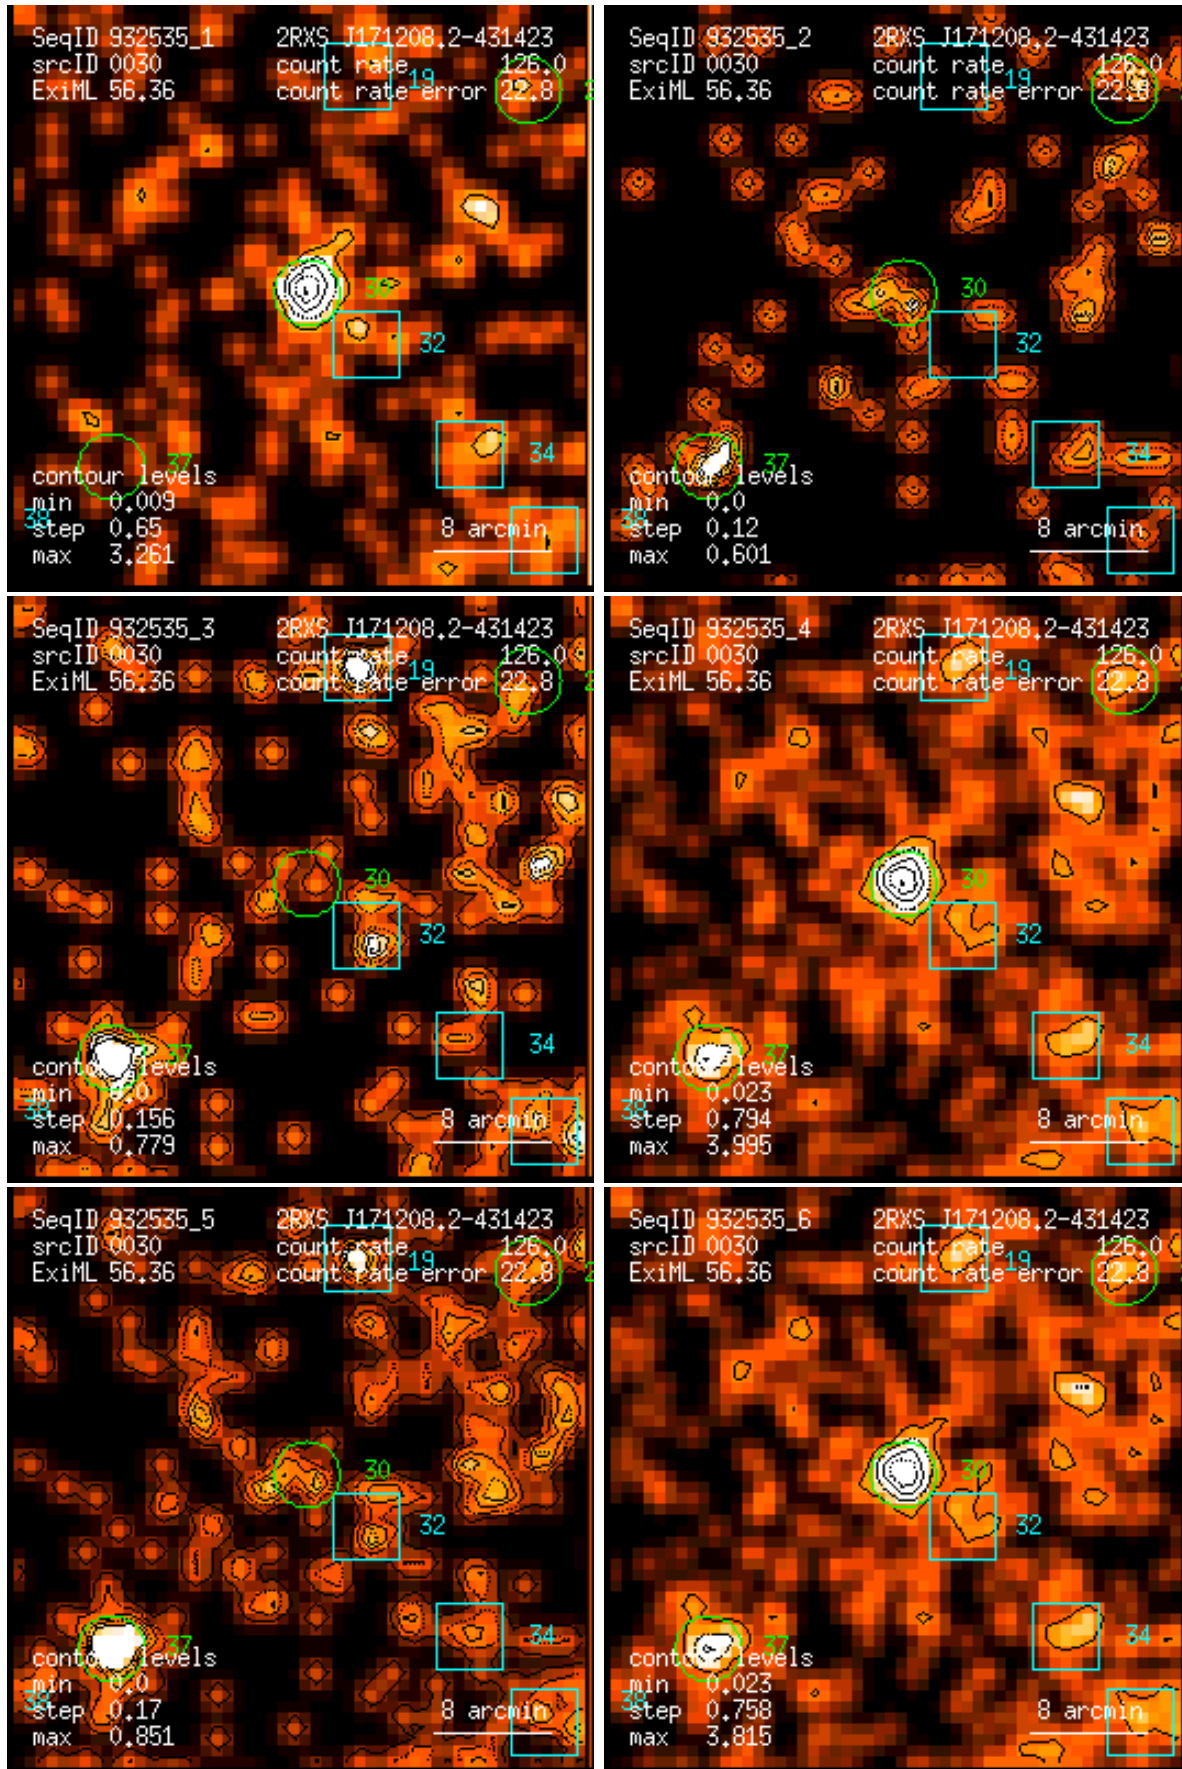 SeqID 932535_1 2RXS J171208.2-431423
srcID 0030 count rate 126.0
ExiML 56.36 count rate error 22.8
19
30
32
34
37
contour levels
min 0.009
38
step 0.65 8 arcmin
max 3.261
SeqID 932535_2 2RXS J171208.2-431423
srcID 0030 count rate 126.0
ExiML 56.36 count rate error 22.8
19
30
32
34
37
contour levels
min 0.0
38
step 0.12 8 arcmin
max 0.601
SeqID 932535_3 2RXS J171208.2-431423
srcID 0030 count rate 126.0
ExiML 56.36 count rate error 22.8
19
30
32
34
37
contour levels
min 0.0
38
step 0.156 8 arcmin
max 0.779
SeqID 932535_4 2RXS J171208.2-431423
srcID 0030 count rate 126.0
ExiML 56.36 count rate error 22.8
19
30
32
34
37
contour levels
min 0.023
38
step 0.794 8 arcmin
max 3.995
SeqID 932535_5 2RXS J171208.2-431423
srcID 0030 count rate 126.0
ExiML 56.36 count rate error 22.8
19
30
32
34
37
contour levels
min 0.0
38
step 0.17 8 arcmin
max 0.851
SeqID 932535_6 2RXS J171208.2-431423
srcID 0030 count rate 126.0
ExiML 56.36 count rate error 22.8
19
30
32
34
37
contour levels
min 0.023
38
step 0.758 8 arcmin
max 3.815